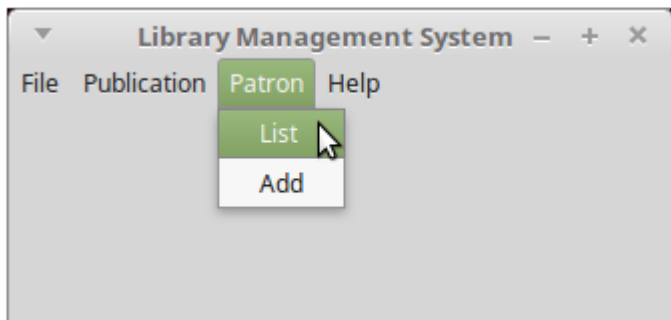 Library Management System
File Publication Patron Help
List
Add